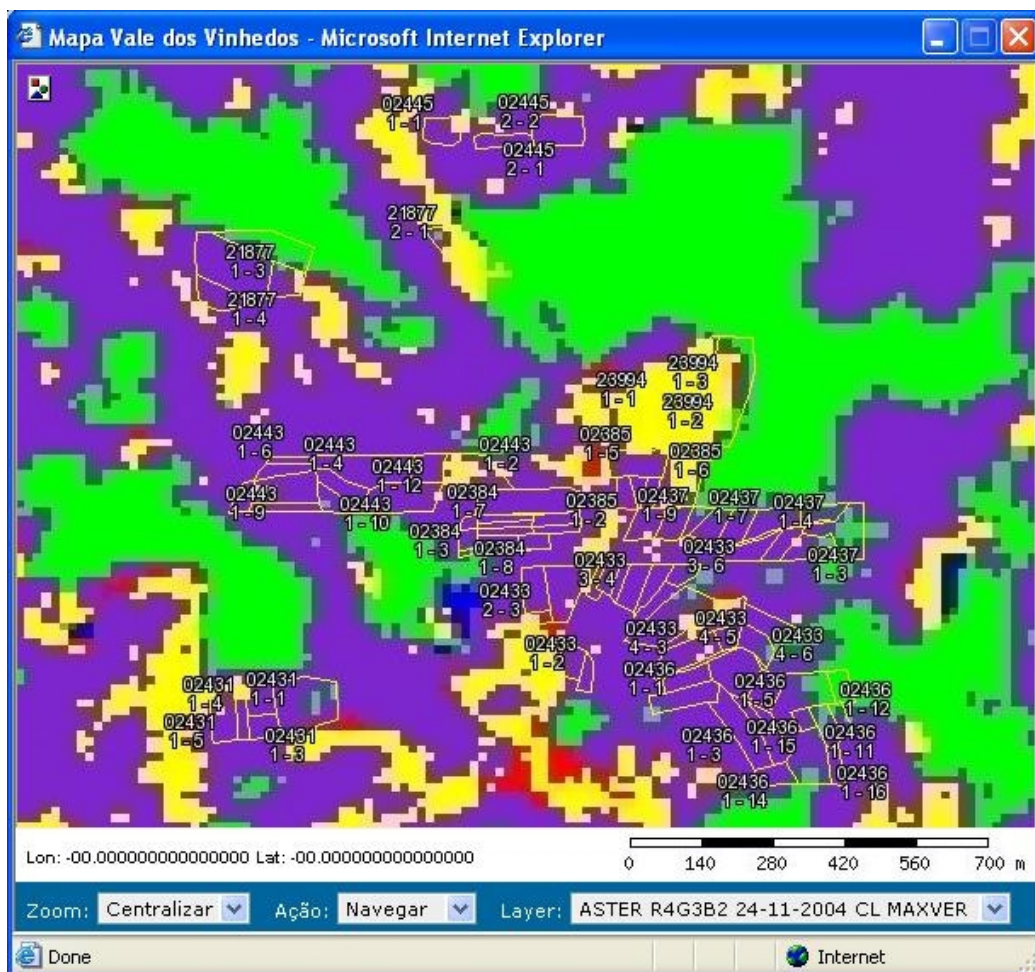 Mapa Vale dos Vinhedos - Microsoft Internet Explorer
02445
1 - 1
02445
2 - 2
02445
2 - 1
21877
2 - 1
21877
1 - 3
21877
1 - 4
23994
1 - 3
23994
1 - 1
23994
1 - 2
02443
1 - 6
02443
1 - 4
02443
1 - 2
02385
1 - 5
02385
1 - 6
02443
1 - 12
02443
1 - 9
02443
1 - 10
02384
1 - 7
02385
1 - 2
02437
1 - 9
02437
1 - 7
02437
1 - 4
02384
1 - 3
02384
1 - 8
02433
3 - 4
02433
3 - 6
02437
1 - 3
02433
2 - 3
02433
1 - 2
02433
4 - 3
02433
4 - 5
02433
4 - 6
02436
1 - 1
02436
1 - 5
02436
1 - 12
02431
1 - 4
02431
1 - 1
02431
1 - 5
02431
1 - 3
02436
1 - 3
02436
1 - 15
02436
1 - 11
02436
1 - 14
02436
1 - 16
Lon: -00.000000000000000 Lat: -00.000000000000000
0 140 280 420 560 700 m
Zoom: Centralizar Ação: Navegar Layer: ASTER R4G3B2 24-11-2004 CL MAXVER
Done Internet